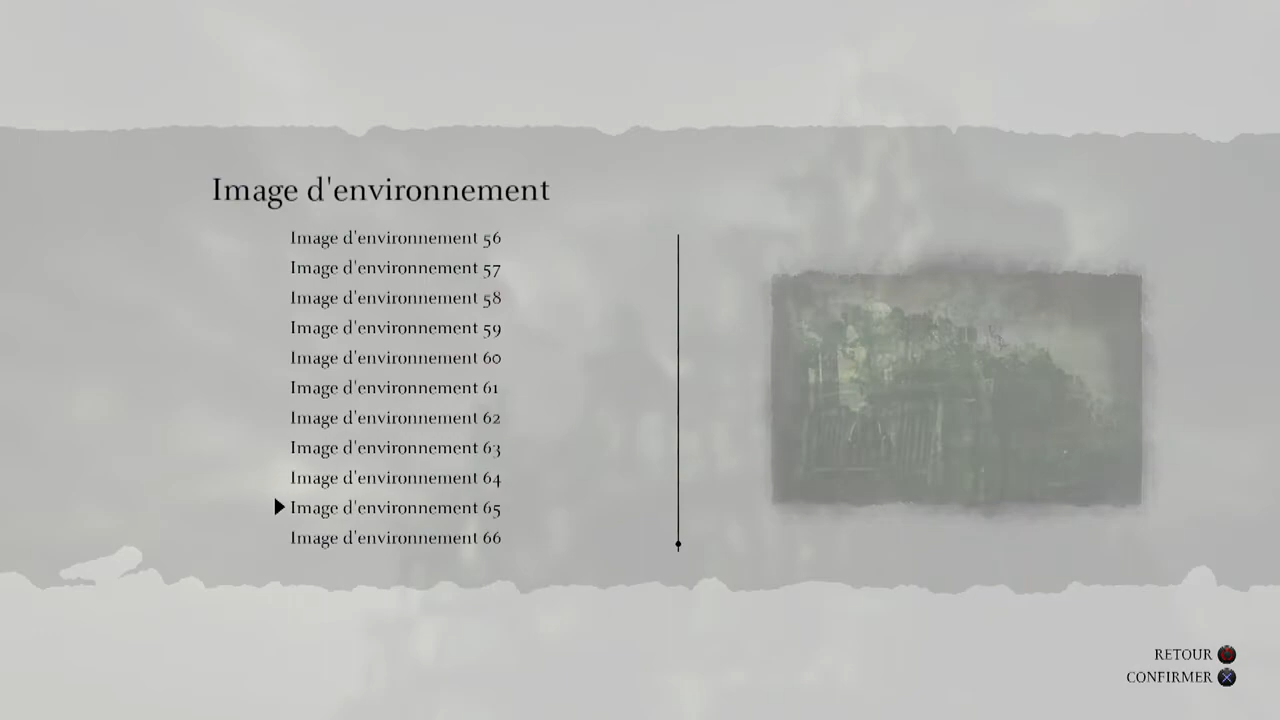 Image d'environnement
Image d'environnement 56
Image d'environnement 57
Image d'environnement 58
Image d'environnement 59
Image d'environnement 60
Image d'environnement 61
Image d'environnement 62
Image d'environnement 63
Image d'environnement 64
Image d'environnement 65
Image d'environnement 66
RETOUR
CONFIRMER